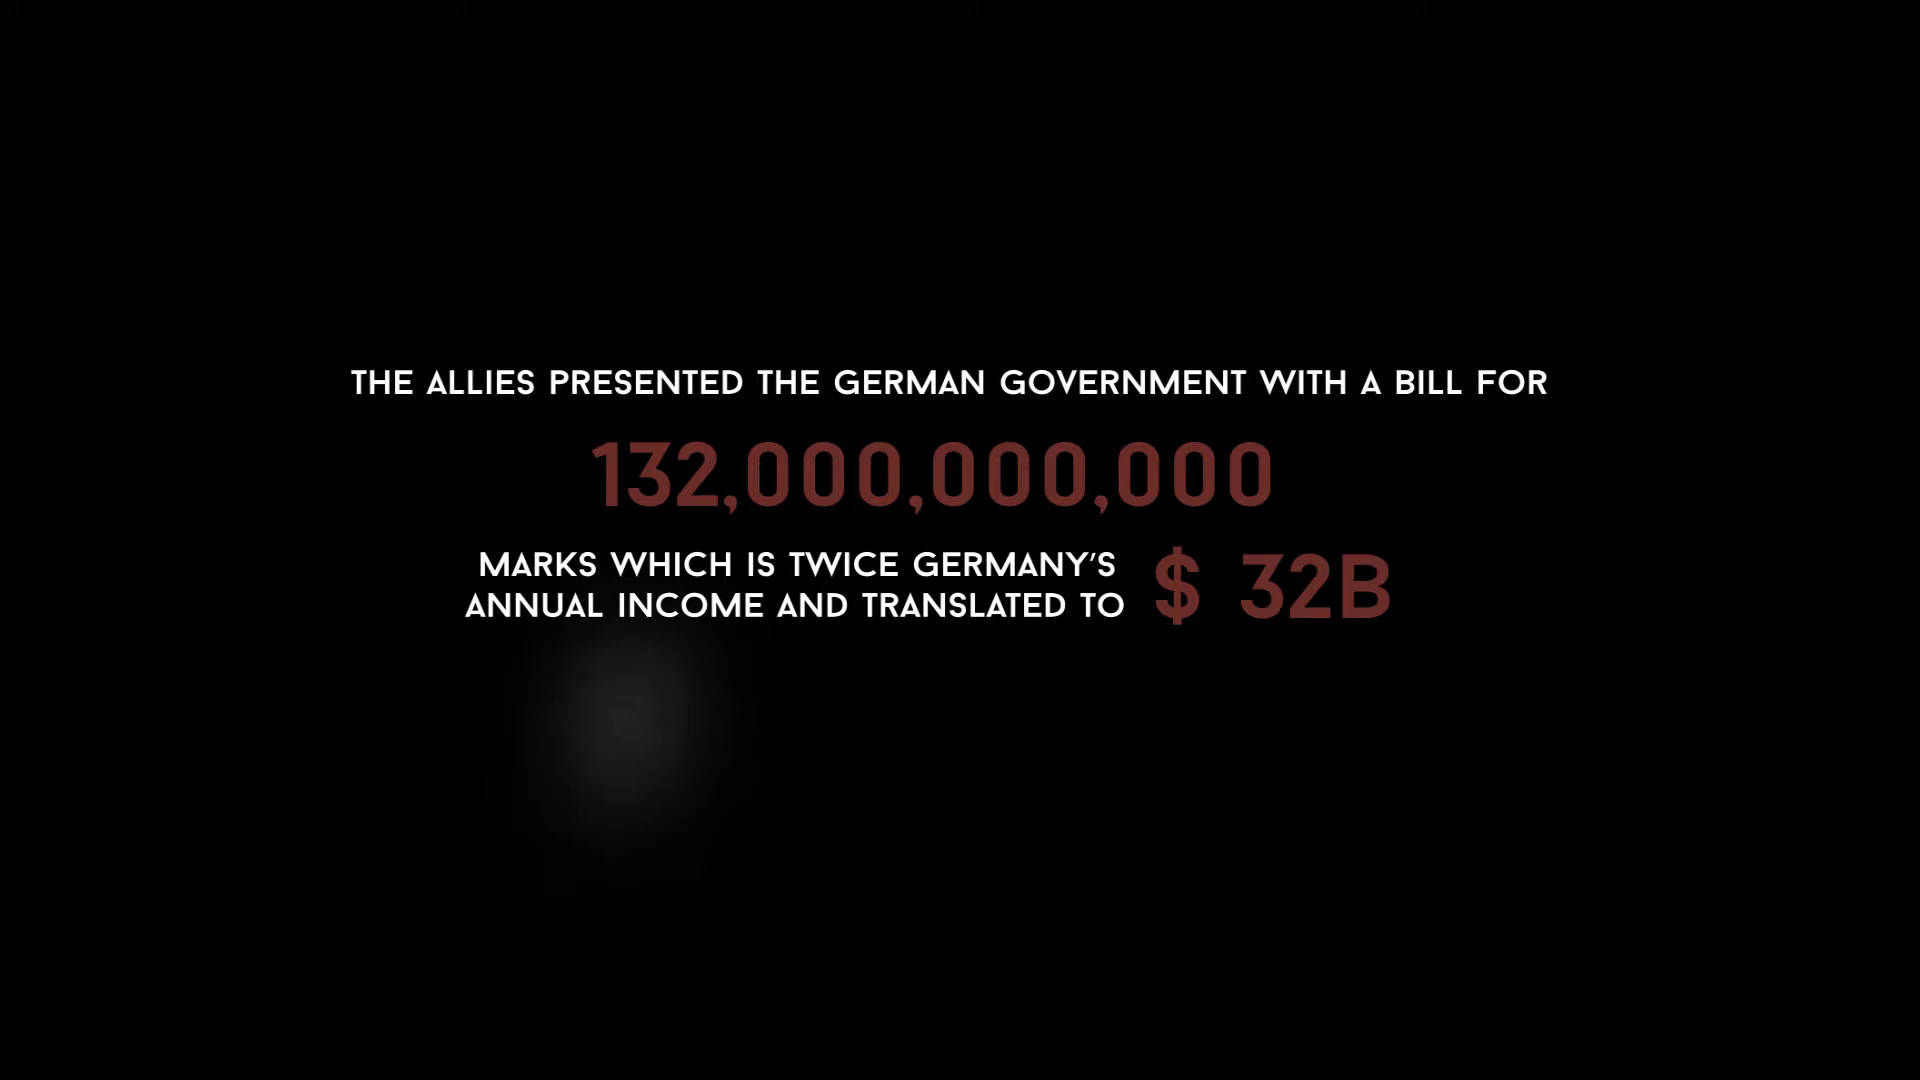 THE ALLIES PRESENTED THE GERMAN GOVERNMENT WITH A BILL FOR
132,000,000,000
MARKS WHICH IS TWICE GERMANY'S
ANNUAL INCOME AND TRANSLATED TO
$ 32B